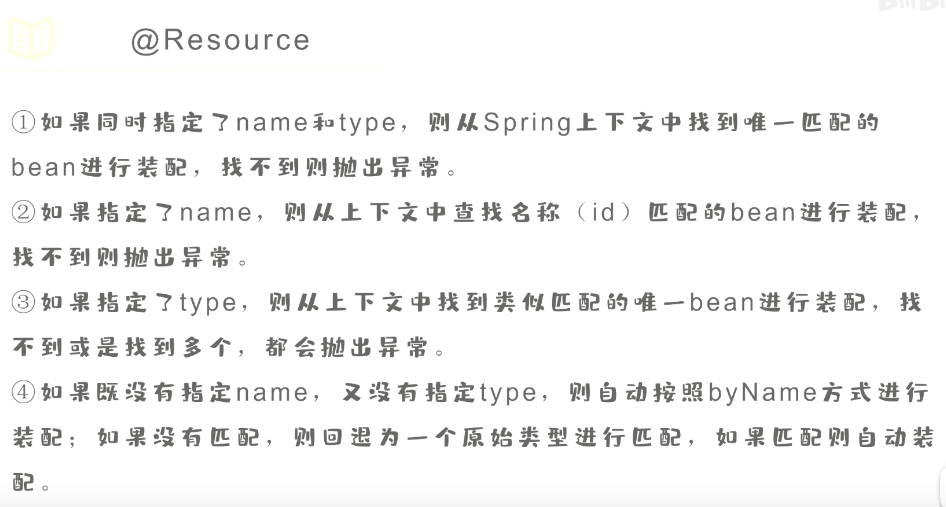 @Resource
①如果同时指定了name和type，则从Spring上下文中找到唯一匹配的
bean进行装配，找不到则抛出异常。
②如果指定了name，则从上下文中查找名称（id）匹配的bean进行装配，
找不到则抛出异常。
③如果指定了type，则从上下文中找到类似匹配的唯一bean进行装配，找
不到或是找到多个，都会抛出异常。
④如果既没有指定name，又没有指定type，则自动按照byName方式进行
装配；如果没有匹配，则回退为一个原始类型进行匹配，如果匹配则自动装
配。